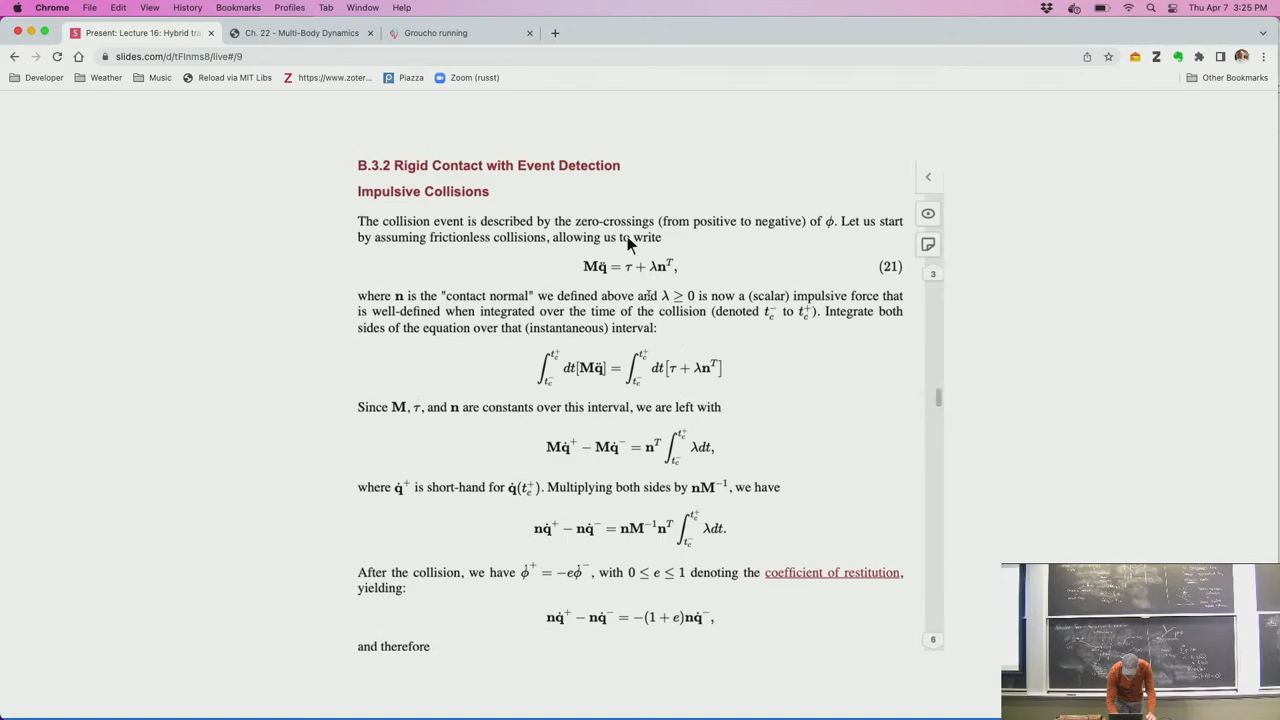 Chrome File Edit View History Bookmarks Profiles Tab Window Help Thu Apr 7 3:25 PM
Present: Lecture 16: Hybrid tra Ch. 22 - Multi-Body Dynamics Groucho running
slides.com/d/tFInms8/live#/9
Developer Weather Music Reload via MIT Libs https://www.zoter... Piazza Zoom (russt) Other Bookmarks
B.3.2 Rigid Contact with Event Detection
Impulsive Collisions
The collision event is described by the zero-crossings (from positive to negative) of ϕ. Let us start
by assuming frictionless collisions, allowing us to write
Mq̈ = τ + λnᵀ, (21)
where n is the "contact normal" we defined above and λ ≥ 0 is now a (scalar) impulsive force that
is well-defined when integrated over the time of the collision (denoted t_c⁻ to t_c⁺). Integrate both
sides of the equation over that (instantaneous) interval:
∫_{t_c⁻}^{t_c⁺} dt[Mq̈] = ∫_{t_c⁻}^{t_c⁺} dt[τ + λnᵀ]
Since M, τ, and n are constants over this interval, we are left with
Mq̇⁺ − Mq̇⁻ = nᵀ ∫_{t_c⁻}^{t_c⁺} λdt,
where q̇⁺ is short-hand for q̇(t_c⁺). Multiplying both sides by nM⁻¹, we have
nq̇⁺ − nq̇⁻ = nM⁻¹nᵀ ∫_{t_c⁻}^{t_c⁺} λdt.
After the collision, we have ϕ̇⁺ = −eϕ̇⁻, with 0 ≤ e ≤ 1 denoting the coefficient of restitution,
yielding:
nq̇⁺ − nq̇⁻ = −(1 + e)nq̇⁻,
and therefore
3
6